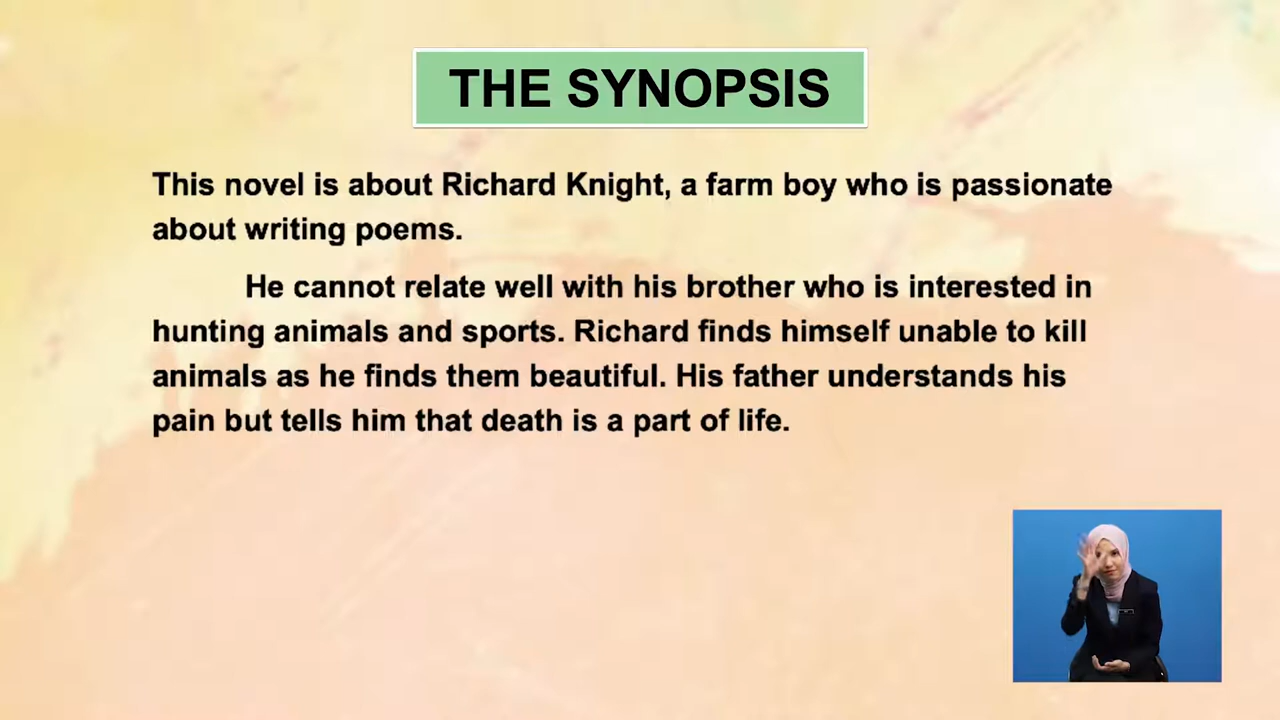 THE SYNOPSIS
This novel is about Richard Knight, a farm boy who is passionate
about writing poems.
He cannot relate well with his brother who is interested in
hunting animals and sports. Richard finds himself unable to kill
animals as he finds them beautiful. His father understands his
pain but tells him that death is a part of life.